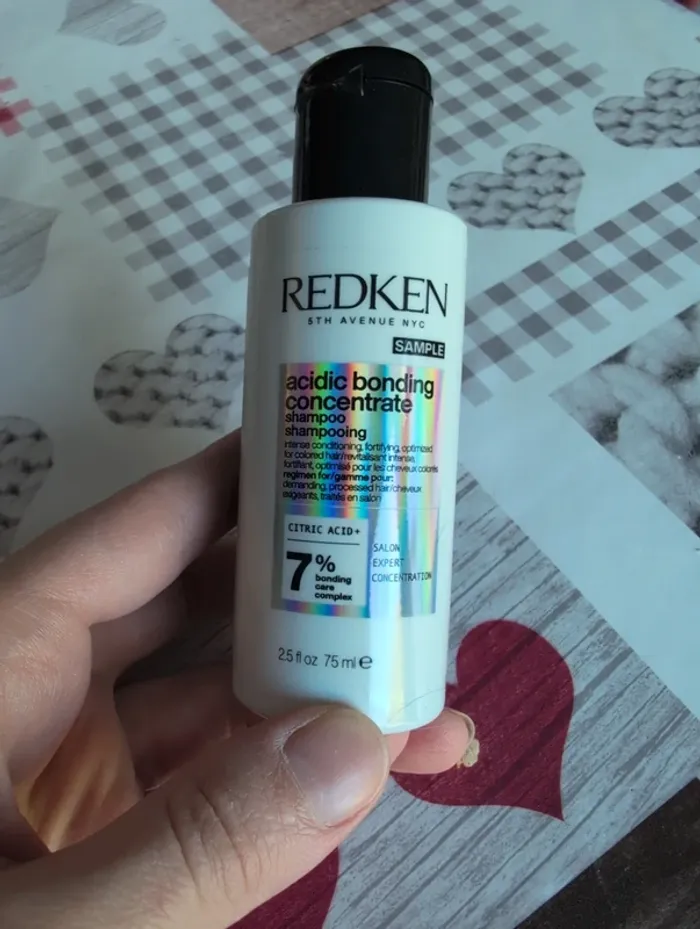 REDKEN
5TH AVENUE NYC
SAMPLE
acidic bonding
concentrate
shampoo
shampooing
intense conditioning, fortifying, optimized
for colored hair/revitalisant intense,
fortifiant, optimisé pour les cheveux colorés
regimen for/gamme pour:
demanding, processed hair/cheveux
exigeants, traités en salon
CITRIC ACID+
7%
bonding
care
complex
SALON
EXPERT
CONCENTRATION
2.5 fl oz 75 ml e